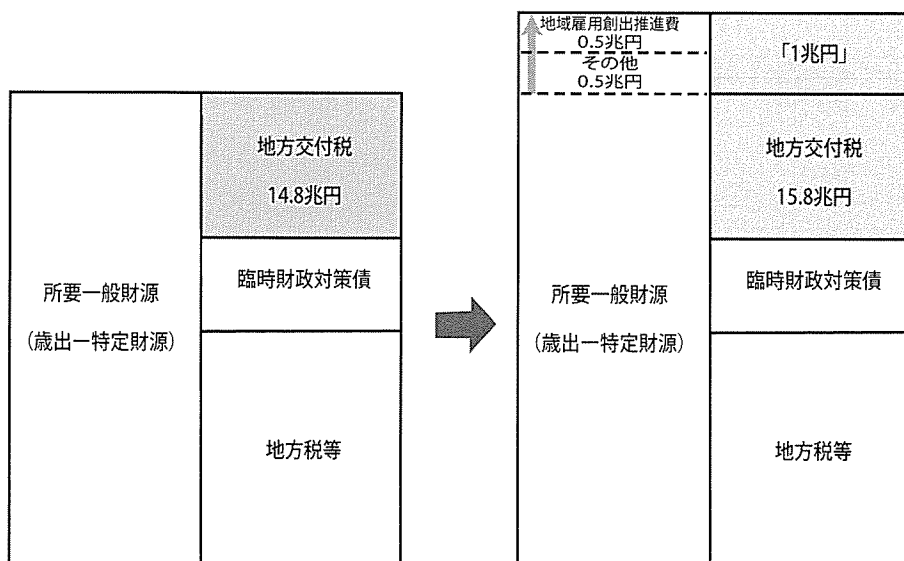 地方交付税
14.8兆円
臨時財政対策債
所要一般財源
(歳出ー特定財源)
地方税等
地域雇用創出推進費
0.5兆円
その他
0.5兆円
「1兆円」
地方交付税
15.8兆円
臨時財政対策債
所要一般財源
(歳出ー特定財源)
地方税等